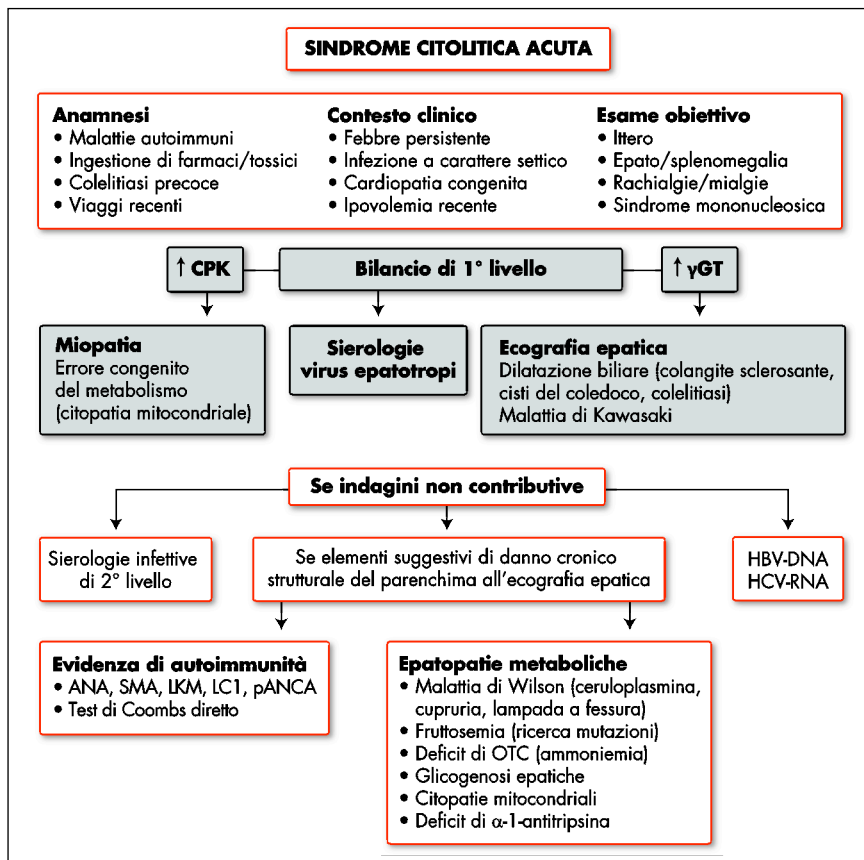 SINDROME CITOLITICA ACUTA
Anamnesi
• Malattie autoimmuni
• Ingestione di farmaci/tossici
• Colelitiasi precoce
• Viaggi recenti
Contesto clinico
• Febbre persistente
• Infezione a carattere settico
• Cardiopatia congenita
• Ipovolemia recente
Esame obiettivo
• Ittero
• Epato/splenomegalia
• Rachialgie/mialgie
• Sindrome mononucleosica
↑ CPK
Bilancio di 1° livello
↑ γGT
Miopatia
Errore congenito
del metabolismo
(citopatia mitocondriale)
Sierologie
virus epatotropi
Ecografia epatica
Dilatazione biliare (colangite sclerosante,
cisti del coledoco, colelitiasi)
Malattia di Kawasaki
Se indagini non contributive
Sierologie infettive
di 2° livello
Se elementi suggestivi di danno cronico
strutturale del parenchima all'ecografia epatica
HBV-DNA
HCV-RNA
Evidenza di autoimmunità
• ANA, SMA, LKM, LC1, pANCA
• Test di Coombs diretto
Epatopatie metaboliche
• Malattia di Wilson (ceruloplasmina,
cupruria, lampada a fessura)
• Fruttosemia (ricerca mutazioni)
• Deficit di OTC (ammoniemia)
• Glicogenosi epatiche
• Citopatie mitocondriali
• Deficit di α-1-antitripsina